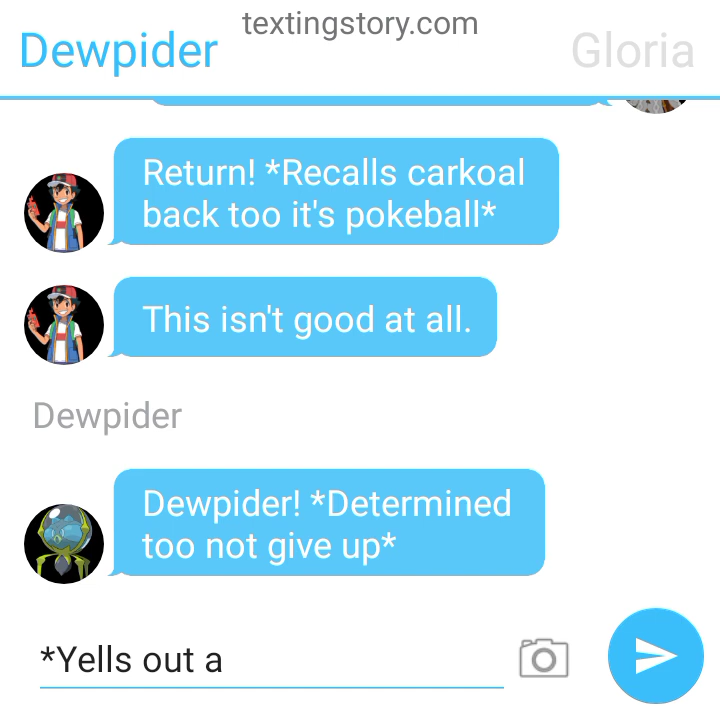 textingstory.com
Dewpider
Gloria
Return! *Recalls carkoal
back too it's pokeball*
This isn't good at all.
Dewpider
Dewpider! *Determined
too not give up*
*Yells out a